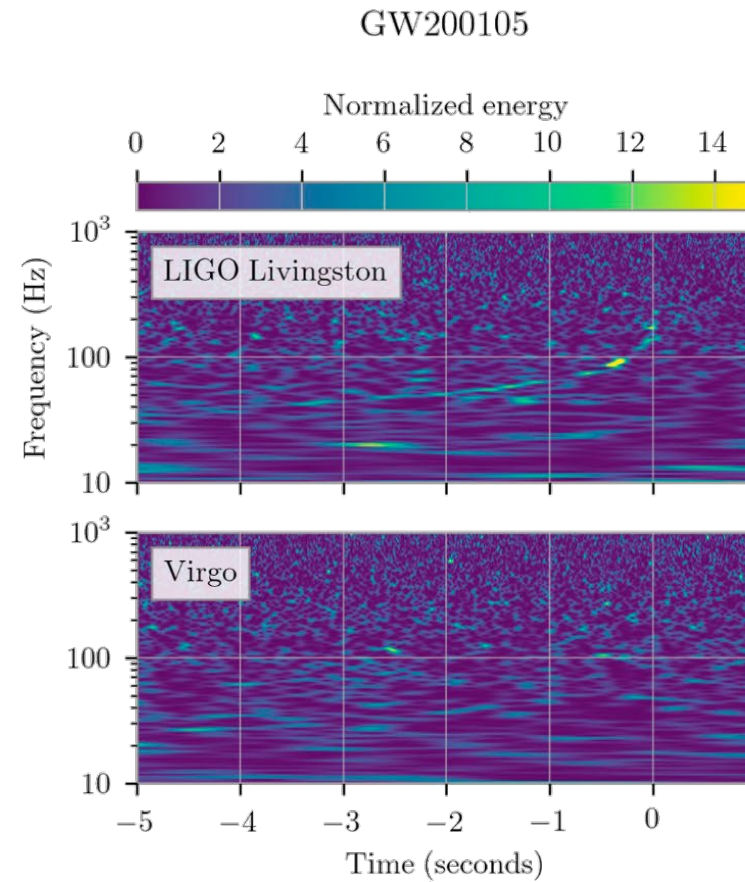 GW200105
Normalized energy
0 2 4 6 8 10 12 14
10³
LIGO Livingston
100
10
Frequency (Hz)
10³
Virgo
100
10
−5 −4 −3 −2 −1 0
Time (seconds)